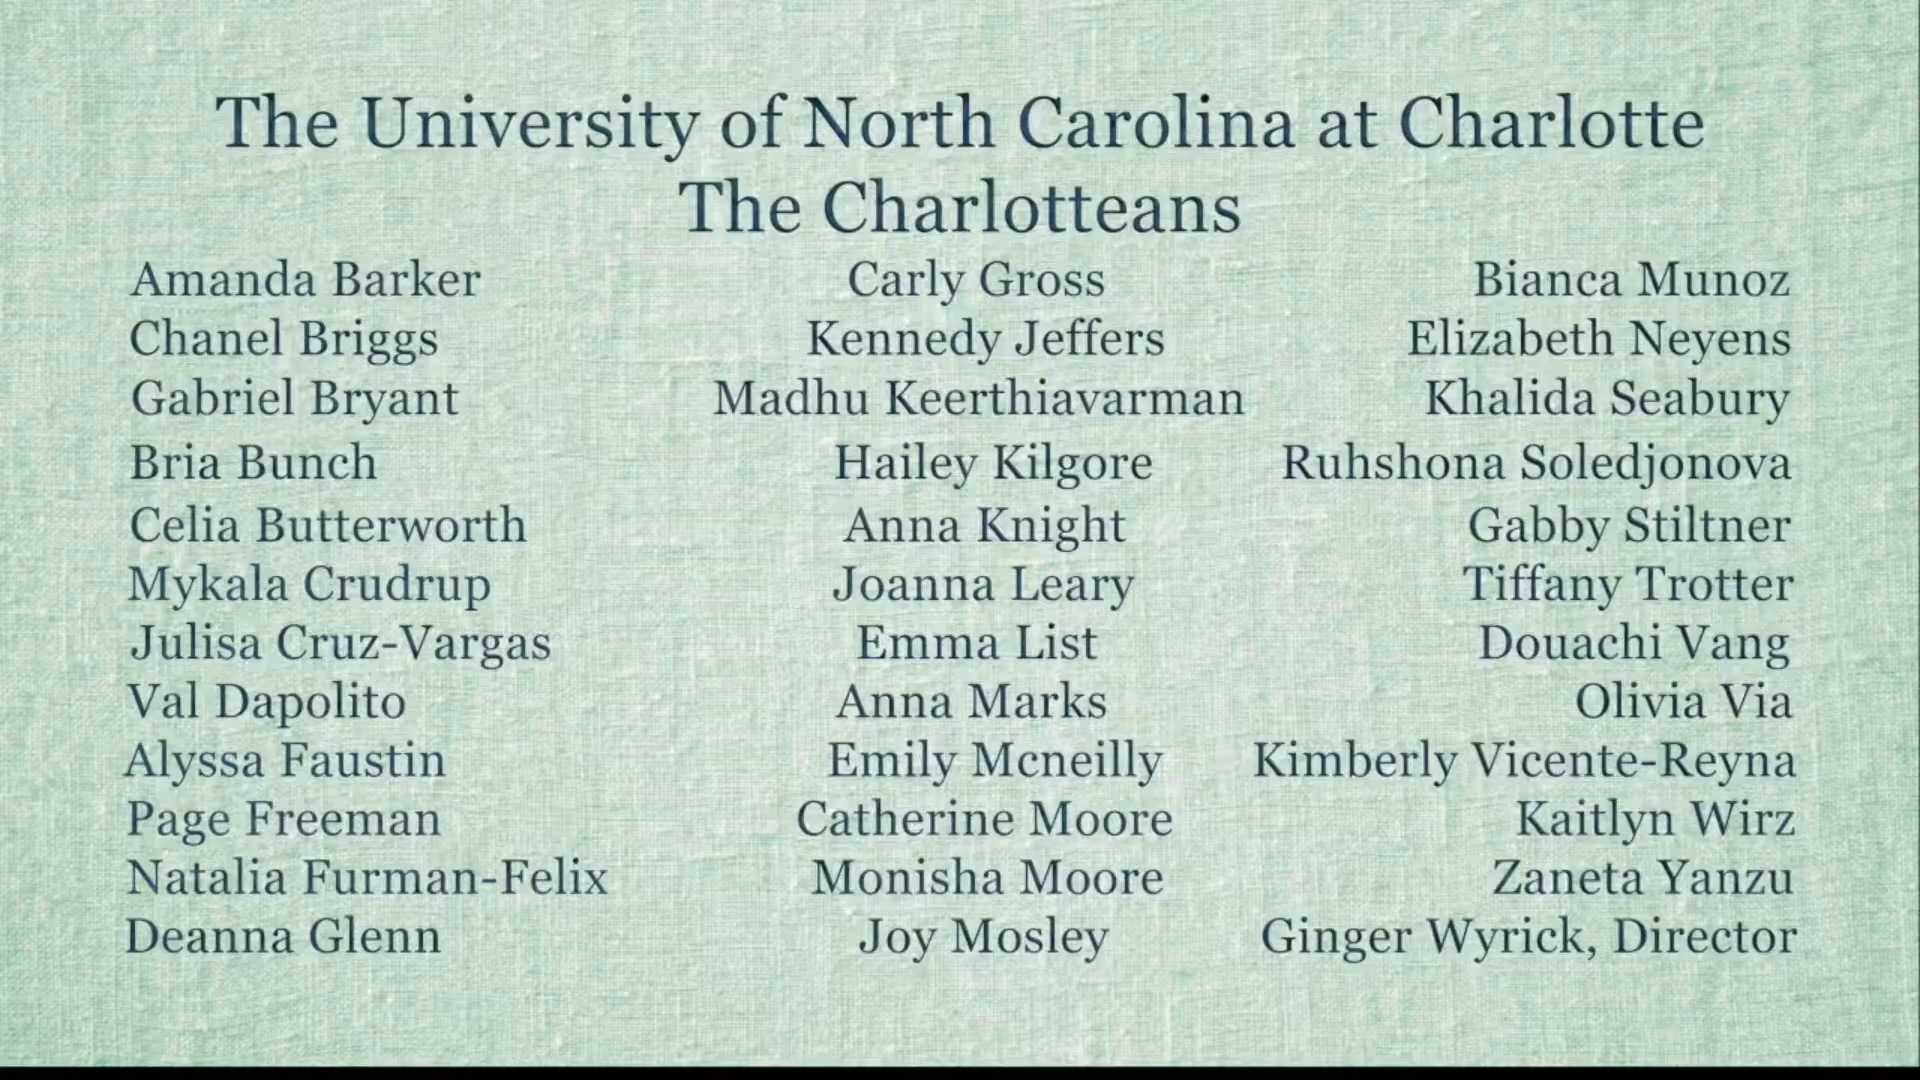 The University of North Carolina at Charlotte
The Charlotteans
Amanda Barker Carly Gross Bianca Munoz
Chanel Briggs Kennedy Jeffers Elizabeth Neyens
Gabriel Bryant Madhu Keerthiavarman Khalida Seabury
Bria Bunch Hailey Kilgore Ruhshona Soledjonova
Celia Butterworth Anna Knight Gabby Stiltner
Mykala Crudrup Joanna Leary Tiffany Trotter
Julisa Cruz-Vargas Emma List Douachi Vang
Val Dapolito Anna Marks Olivia Via
Alyssa Faustin Emily Mcneilly Kimberly Vicente-Reyna
Page Freeman Catherine Moore Kaitlyn Wirz
Natalia Furman-Felix Monisha Moore Zaneta Yanzu
Deanna Glenn Joy Mosley Ginger Wyrick, Director